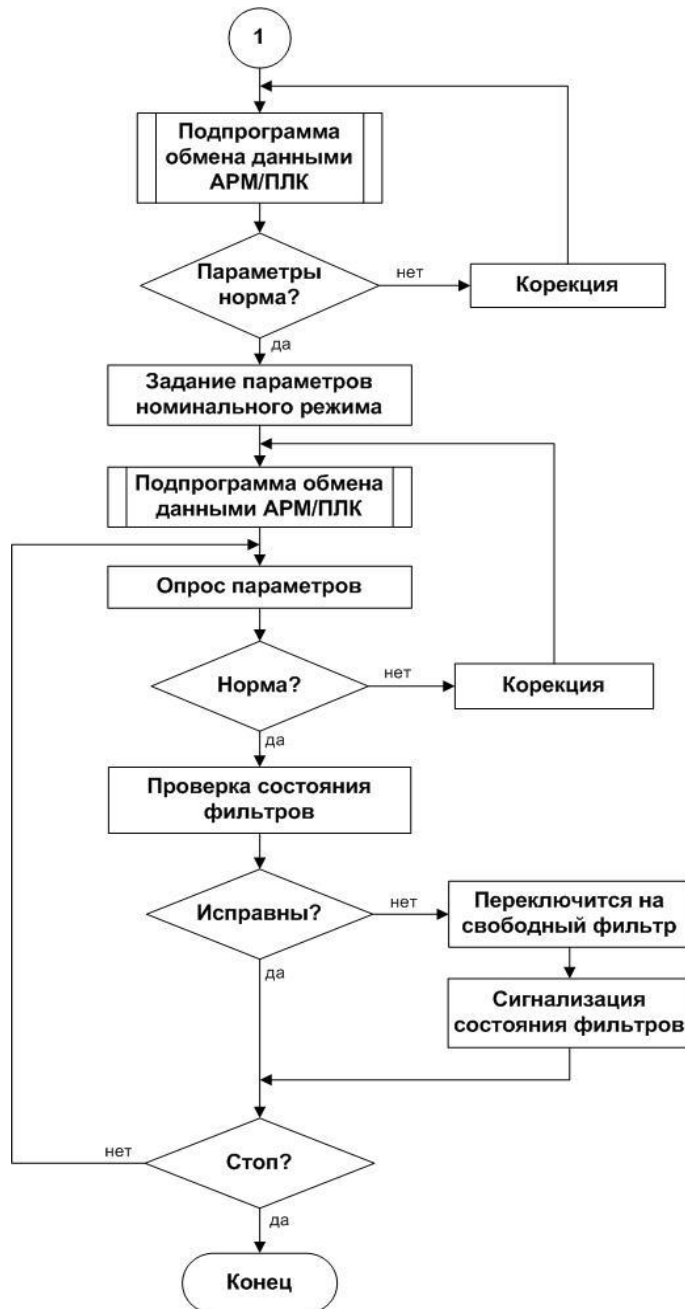 1
Подпрограмма
обмена данными
АРМ/ПЛК
Параметры
норма?
нет
Корекция
да
Задание параметров
номинального режима
Подпрограмма обмена
данными АРМ/ПЛК
Опрос параметров
Норма?
нет
Корекция
да
Проверка состояния
фильтров
Исправны?
нет
Переключится на
свободный фильтр
да
Сигнализация
состояния фильтров
нет
Стоп?
да
Конец